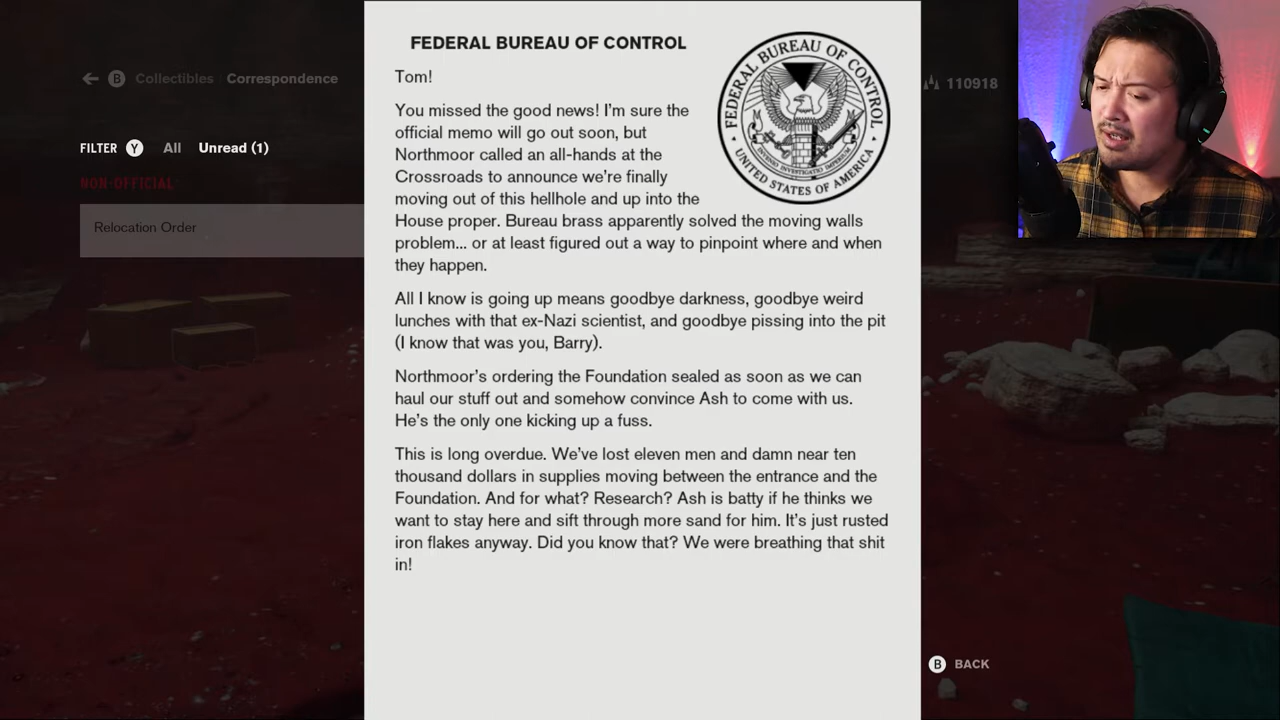 FEDERAL BUREAU OF CONTROL
FEDERAL BUREAU OF CONTROL
UNITED STATES OF AMERICA
B Collectibles Correspondence
110918
Tom!
You missed the good news! I'm sure the
official memo will go out soon, but
Northmoor called an all-hands at the
Crossroads to announce we're finally
moving out of this hellhole and up into the
House proper. Bureau brass apparently solved the moving walls
problem... or at least figured out a way to pinpoint where and when
they happen.
FILTER Y All Unread (1)
NON-OFFICIAL
Relocation Order
All I know is going up means goodbye darkness, goodbye weird
lunches with that ex-Nazi scientist, and goodbye pissing into the pit
(I know that was you, Barry).
Northmoor's ordering the Foundation sealed as soon as we can
haul our stuff out and somehow convince Ash to come with us.
He's the only one kicking up a fuss.
This is long overdue. We've lost eleven men and damn near ten
thousand dollars in supplies moving between the entrance and the
Foundation. And for what? Research? Ash is batty if he thinks we
want to stay here and sift through more sand for him. It's just rusted
iron flakes anyway. Did you know that? We were breathing that shit
in!
B BACK